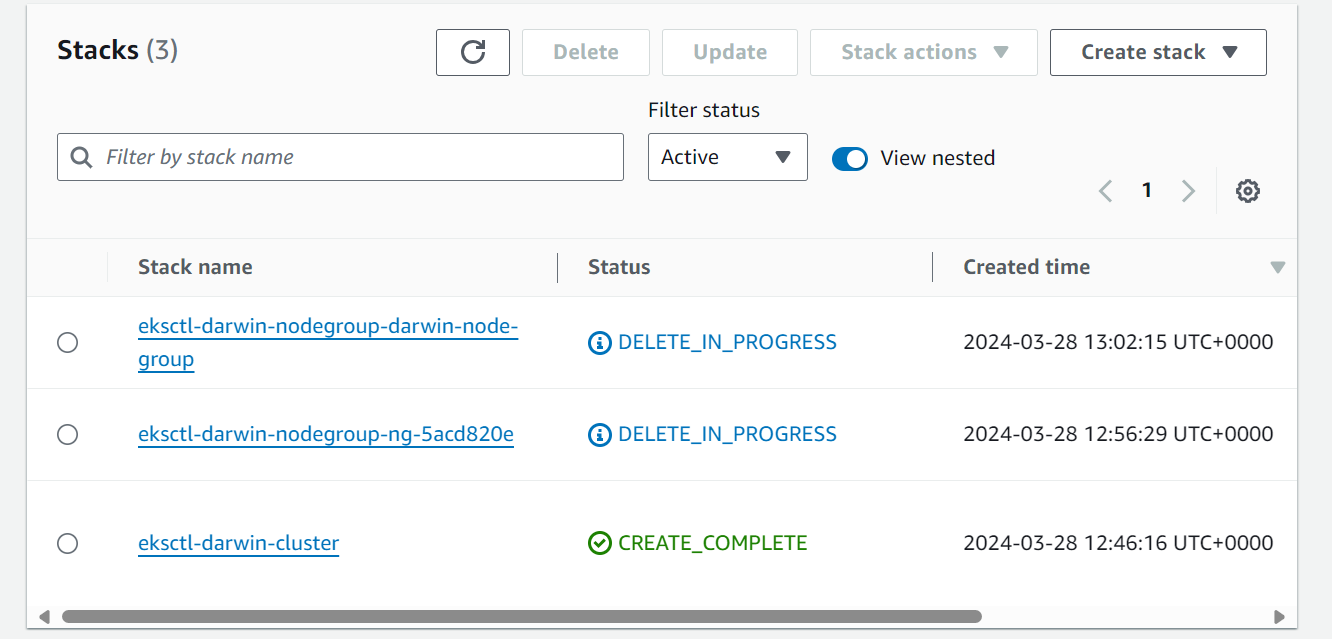 Stacks (3)
Delete
Update
Stack actions
Create stack
Filter status
Filter by stack name
Active
View nested
1
Stack name
Status
Created time
eksctl-darwin-nodegroup-darwin-node-
group
DELETE_IN_PROGRESS
2024-03-28 13:02:15 UTC+0000
eksctl-darwin-nodegroup-ng-5acd820e
DELETE_IN_PROGRESS
2024-03-28 12:56:29 UTC+0000
eksctl-darwin-cluster
CREATE_COMPLETE
2024-03-28 12:46:16 UTC+0000